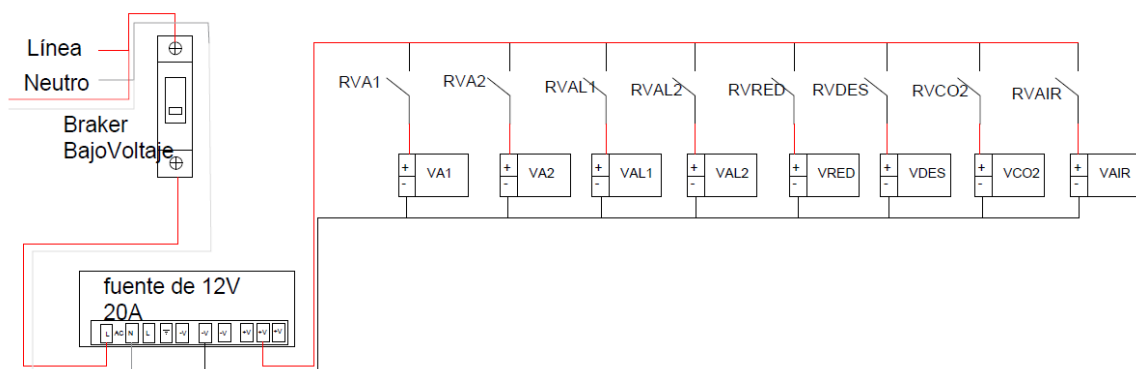 Línea
Neutro
Braker
BajoVoltaje
RVA1
RVA2
RVAL1
RVAL2
RVRED
RVDES
RVCO2
RVAIR
+ - VA1
+ - VA2
+ - VAL1
+ - VAL2
+ - VRED
+ - VDES
+ - VCO2
+ - VAIR
fuente de 12V
20A
L AC N L -V -V -V +V +V +V